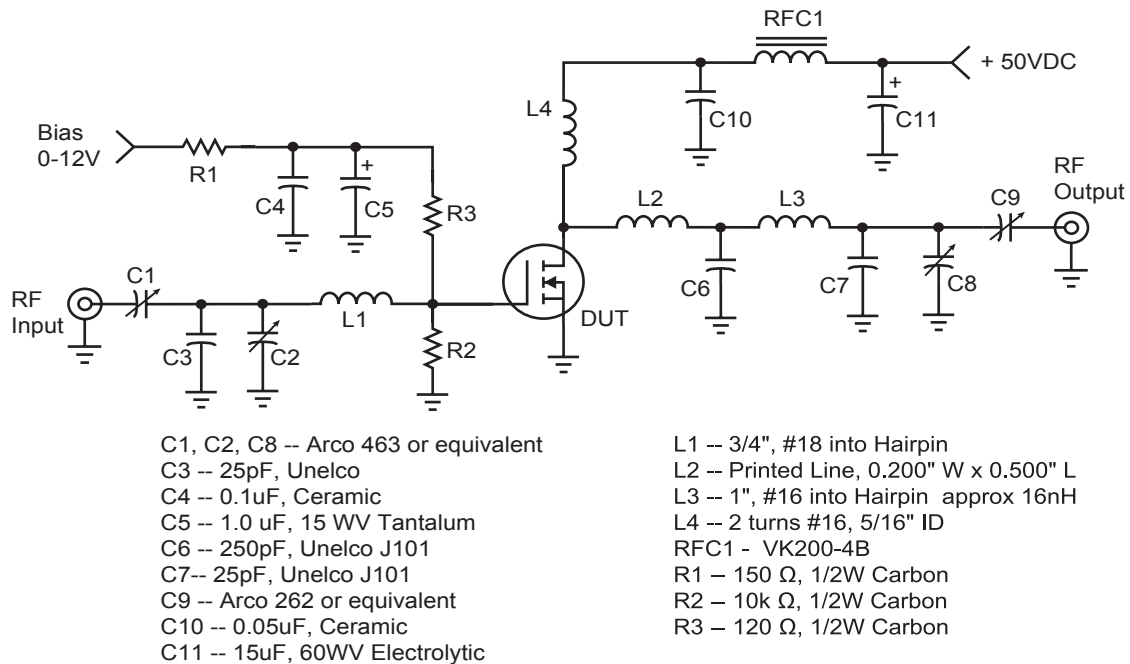 RFC1
+ 50VDC
+
L4
C10
C11
Bias
0-12V
R1
+
C4
C5
R3
L2
L3
C9
RF
Output
C6
C7
C8
C1
RF
Input
L1
DUT
C3
C2
R2
C1, C2, C8 -- Arco 463 or equivalent
C3 -- 25pF, Unelco
C4 -- 0.1uF, Ceramic
C5 -- 1.0 uF, 15 WV Tantalum
C6 -- 250pF, Unelco J101
C7-- 25pF, Unelco J101
C9 -- Arco 262 or equivalent
C10 -- 0.05uF, Ceramic
C11 -- 15uF, 60WV Electrolytic
L1 -- 3/4", #18 into Hairpin
L2 -- Printed Line, 0.200" W x 0.500" L
L3 -- 1", #16 into Hairpin approx 16nH
L4 -- 2 turns #16, 5/16" ID
RFC1 - VK200-4B
R1 – 150 Ω, 1/2W Carbon
R2 – 10k Ω, 1/2W Carbon
R3 – 120 Ω, 1/2W Carbon